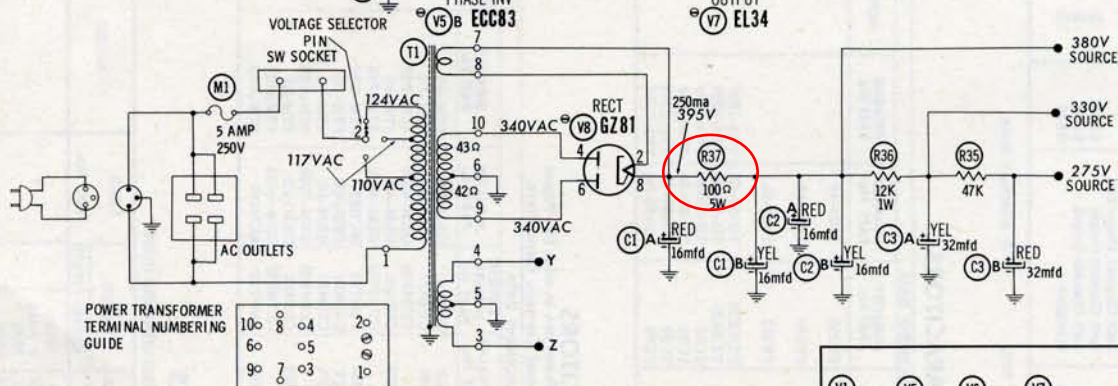 PHASE INV
V5 B ECC83
OUTPUT
V7 EL34
VOLTAGE SELECTOR
PIN
SW SOCKET
T1
7
8
380V
SOURCE
M1
124VAC
2
5 AMP
250V
117VAC
110VAC
10
340VAC
43Ω
6
42Ω
9
340VAC
RECT
V8 GZ81
4
6
2
8
250ma
395V
R37
100Ω
5W
330V
SOURCE
R36
12K
1W
R35
47K
275V
SOURCE
AC OUTLETS
1
C1 A RED
16mfd
C1 B YEL
16mfd
C2 A RED
16mfd
C2 B YEL
16mfd
C3 A YEL
32mfd
C3 B RED
32mfd
4
Y
5
3
Z
POWER TRANSFORMER
TERMINAL NUMBERING
GUIDE
10 8 4 2
6 5
9 7 3 1